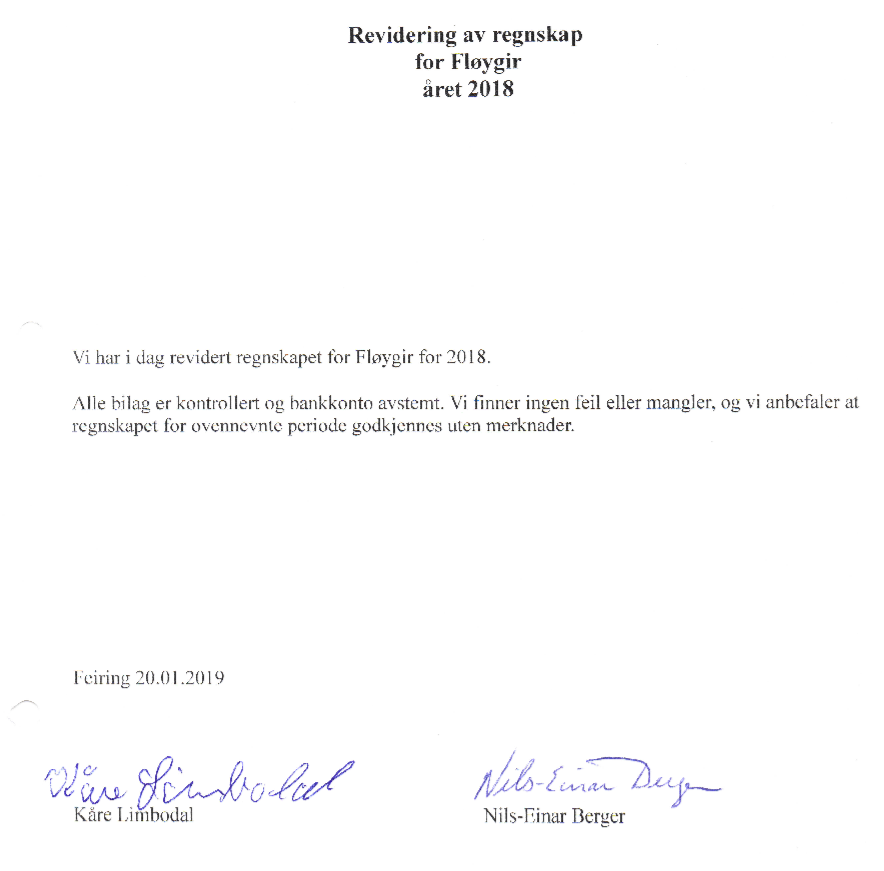 Revidering av regnskap
for Fløygir
året 2018
Vi har i dag revidert regnskapet for Fløygir for 2018.
Alle bilag er kontrollert og bankkonto avstemt. Vi finner ingen feil eller mangler, og vi anbefaler at
regnskapet for ovennevnte periode godkjennes uten merknader.
Feiring 20.01.2019
Kåre Limbodal Nils-Einar Berger
Kåre Limbodal Nils-Einar Berger